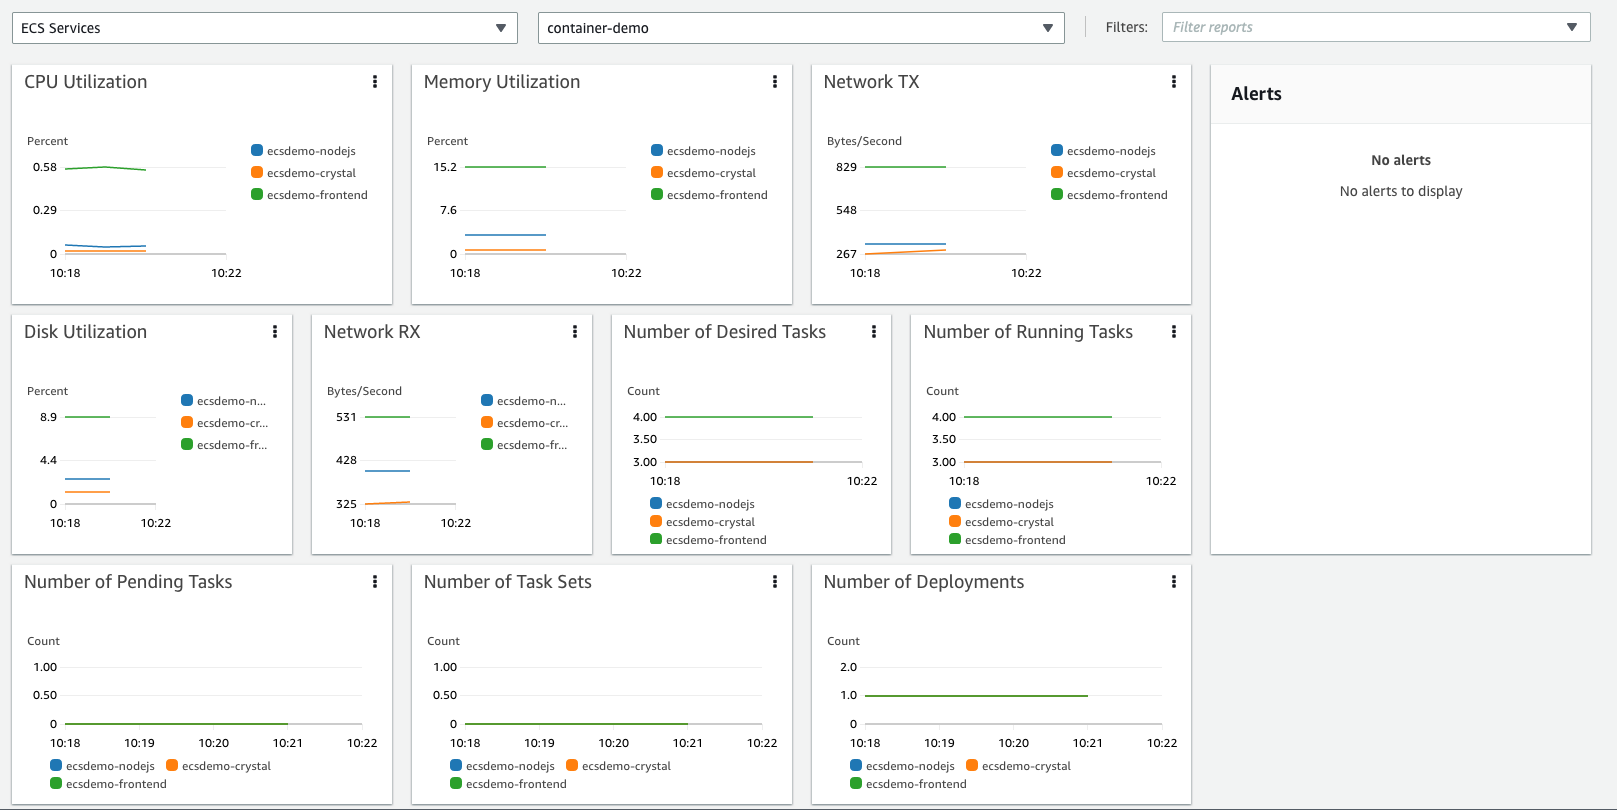 ECS Services
container-demo
Filters:
Filter reports
CPU Utilization
Percent
0.58
0.29
0
10:18
10:22
ecsdemo-nodejs
ecsdemo-crystal
ecsdemo-frontend
Memory Utilization
Percent
15.2
7.6
0
10:18
10:22
ecsdemo-nodejs
ecsdemo-crystal
ecsdemo-frontend
Network TX
Bytes/Second
829
548
267
10:18
10:22
ecsdemo-nodejs
ecsdemo-crystal
ecsdemo-frontend
Alerts
No alerts
No alerts to display
Disk Utilization
Percent
8.9
4.4
0
10:18
10:22
ecsdemo-n...
ecsdemo-cr...
ecsdemo-fr...
Network RX
Bytes/Second
531
428
325
10:18
10:22
ecsdemo-n...
ecsdemo-cr...
ecsdemo-fr...
Number of Desired Tasks
Count
4.00
3.50
3.00
10:18
10:22
ecsdemo-nodejs
ecsdemo-crystal
ecsdemo-frontend
Number of Running Tasks
Count
4.00
3.50
3.00
10:18
10:22
ecsdemo-nodejs
ecsdemo-crystal
ecsdemo-frontend
Number of Pending Tasks
Count
1.00
0.50
0
10:18 10:19 10:20 10:21 10:22
ecsdemo-nodejs ecsdemo-crystal
ecsdemo-frontend
Number of Task Sets
Count
1.00
0.50
0
10:18 10:19 10:20 10:21 10:22
ecsdemo-nodejs ecsdemo-crystal
ecsdemo-frontend
Number of Deployments
Count
2.0
1.0
0
10:18 10:19 10:20 10:21 10:22
ecsdemo-nodejs ecsdemo-crystal
ecsdemo-frontend